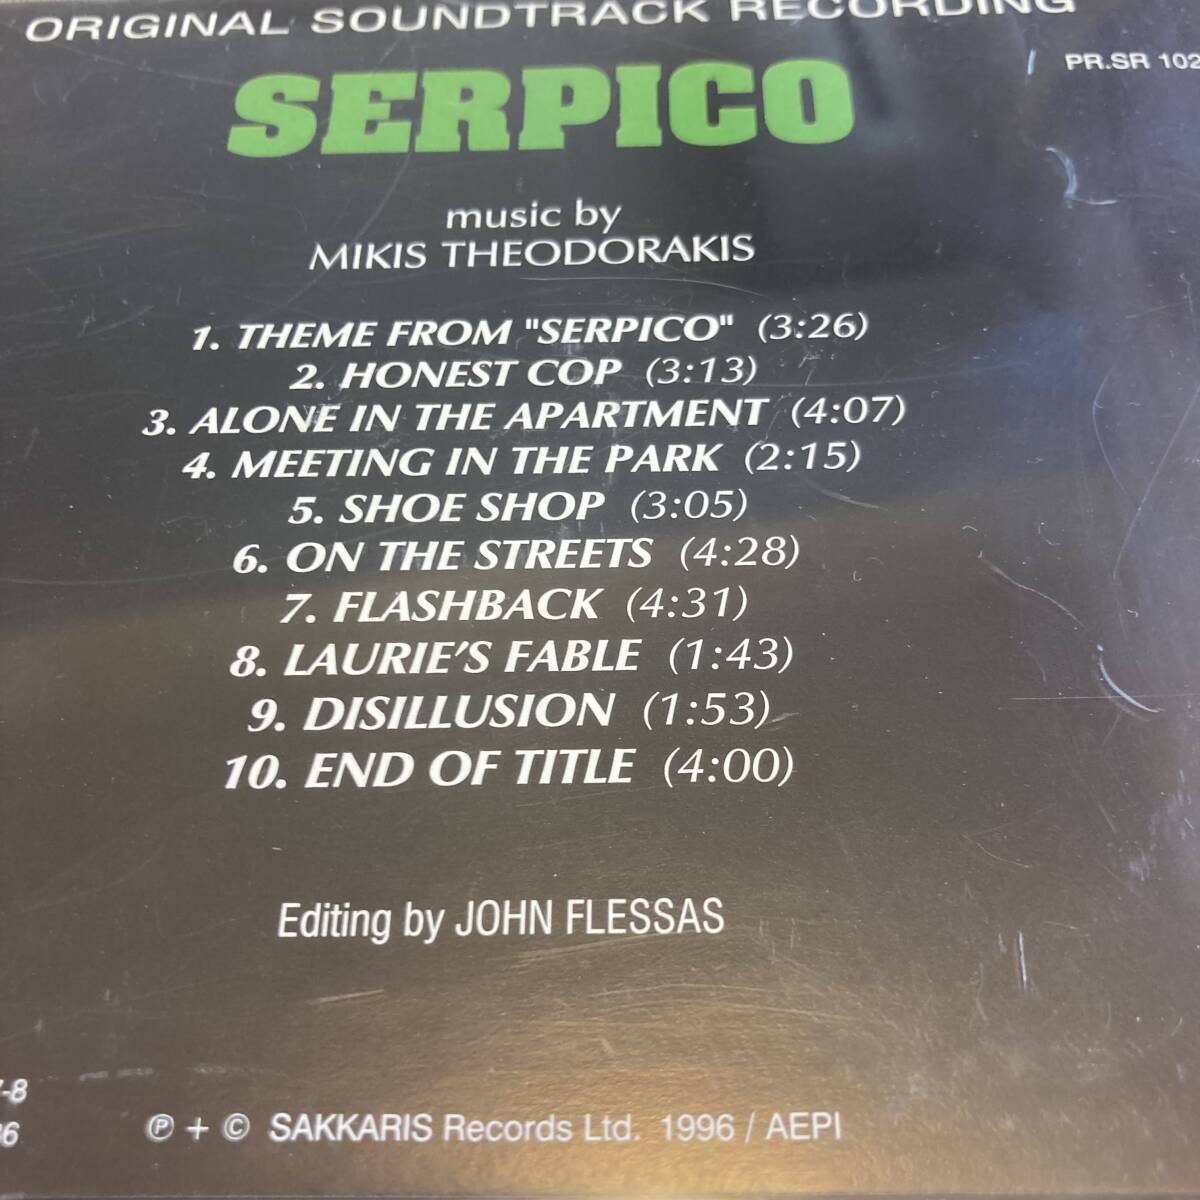 ORIGINAL SOUNDTRACK RECORDING
PR.SR 102
SERPICO
music by
MIKIS THEODORAKIS
1. THEME FROM "SERPICO" (3:26)
2. HONEST COP (3:13)
3. ALONE IN THE APARTMENT (4:07)
4. MEETING IN THE PARK (2:15)
5. SHOE SHOP (3:05)
6. ON THE STREETS (4:28)
7. FLASHBACK (4:31)
8. LAURIE'S FABLE (1:43)
9. DISILLUSION (1:53)
10. END OF TITLE (4:00)
Editing by JOHN FLESSAS
-8
6
℗ + © SAKKARIS Records Ltd. 1996 / AEPI